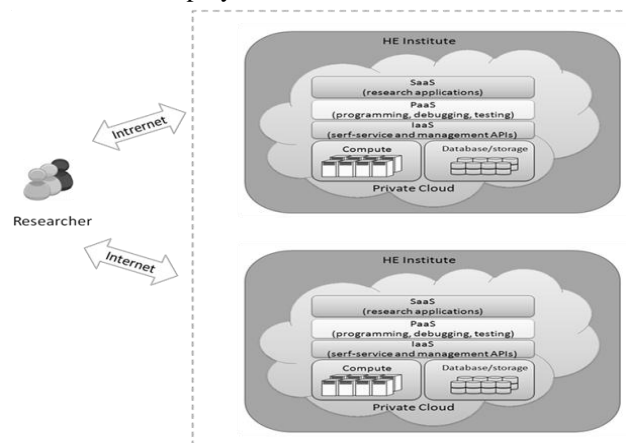 HE Institute
SaaS
(research applications)
PaaS
(programming, debugging, testing)
IaaS
(serf-service and management APIs)
Compute
Database/storage
Private Cloud
Intrernet
Researcher
Internet
HE Institute
SaaS
(research applications)
PaaS
(programming, debugging, testing)
IaaS
(serf-service and management APIs)
Compute
Database/storage
Private Cloud